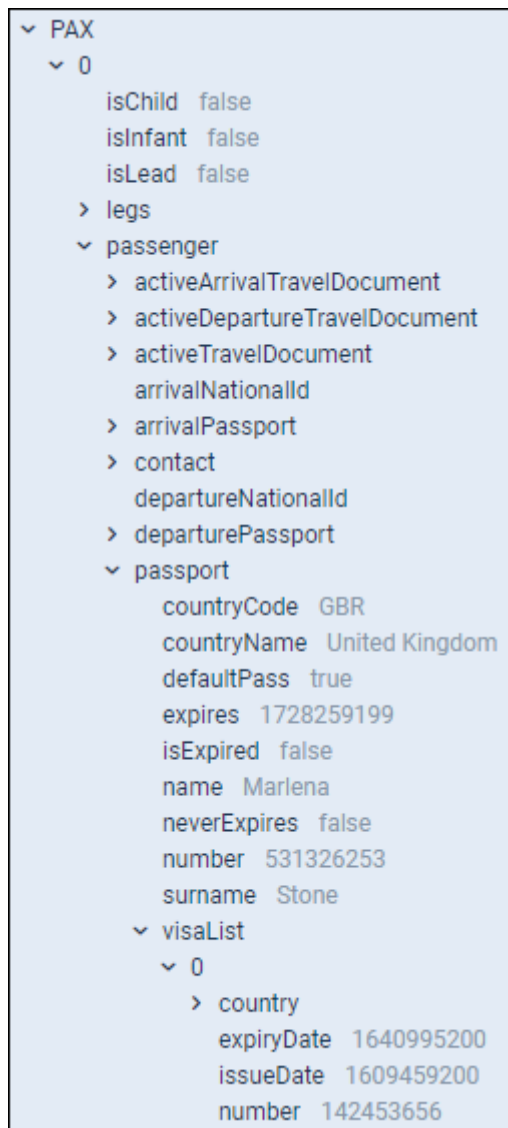 PAX
0
isChild false
isInfant false
isLead false
legs
passenger
activeArrivalTravelDocument
activeDepartureTravelDocument
activeTravelDocument
arrivalNationalId
arrivalPassport
contact
departureNationalId
departurePassport
passport
countryCode GBR
countryName United Kingdom
defaultPass true
expires 1728259199
isExpired false
name Marlena
neverExpires false
number 531326253
surname Stone
visaList
0
country
expiryDate 1640995200
issueDate 1609459200
number 142453656